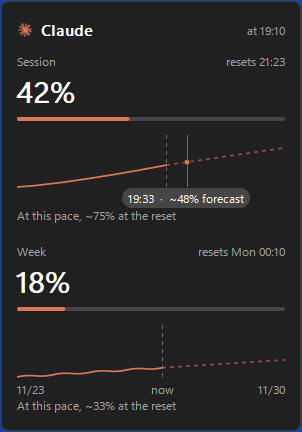 Claude at 19:10
Session resets 21:23
42%
19:33 · ~48% forecast
At this pace, ~75% at the reset
Week resets Mon 00:10
18%
11/23 now 11/30
At this pace, ~33% at the reset